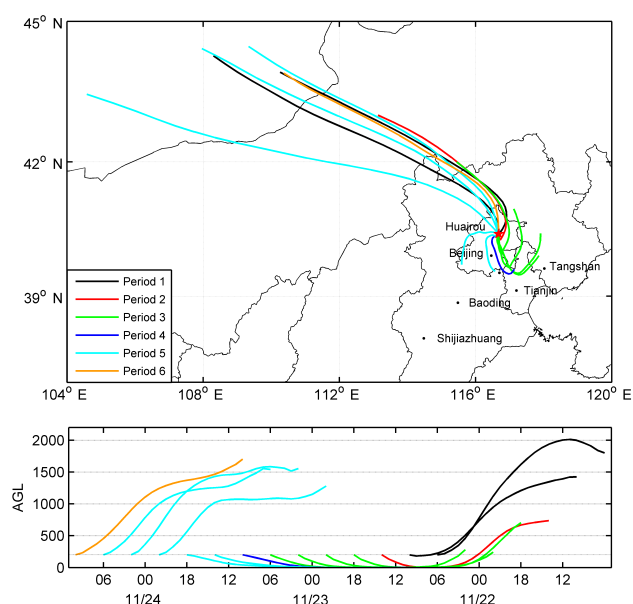 45° N
42° N
39° N
Huairou
Beijing
Tangshan
Tianjin
Baoding
Shijiazhuang
Period 1
Period 2
Period 3
Period 4
Period 5
Period 6
104° E 108° E 112° E 116° E 120° E
AGL
2000
1500
1000
500
0
06 00 18 12 06 00 18 12 06 00 18 12
11/24 11/23 11/22